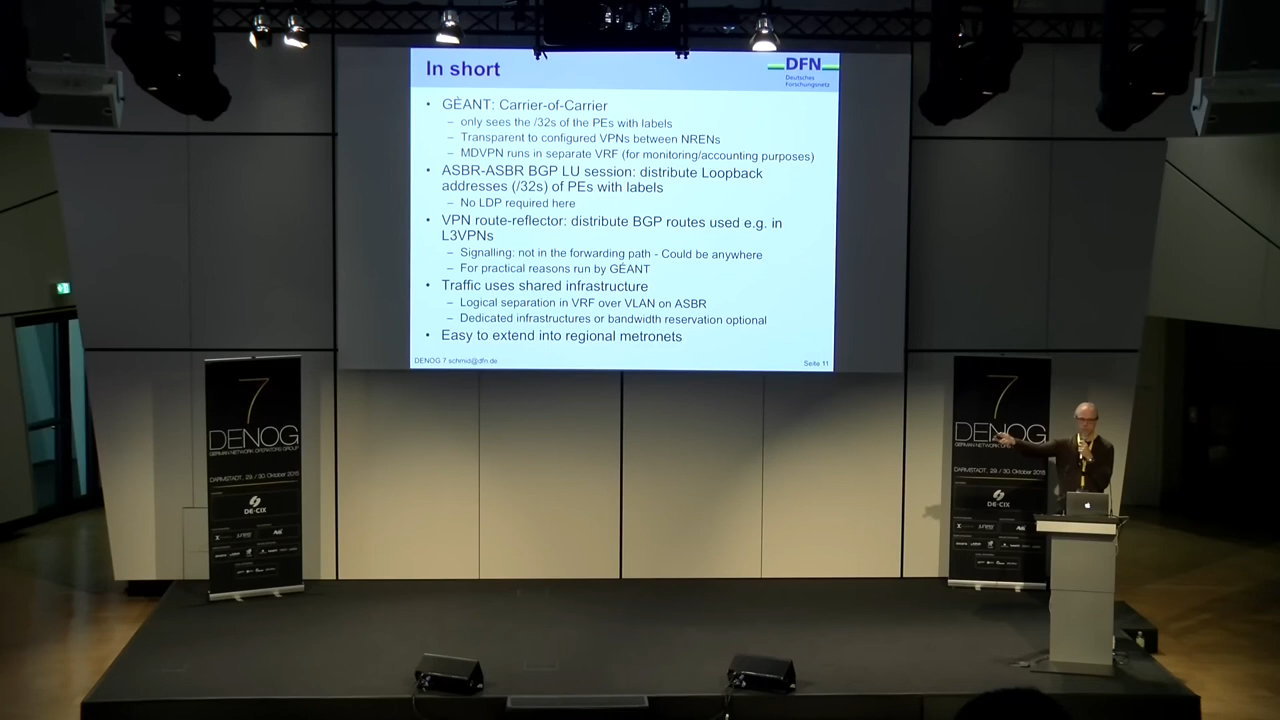 In short
DFN
Deutsches
Forschungsnetz
• GÉANT: Carrier-of-Carrier
– only sees the /32s of the PEs with labels
– Transparent to configured VPNs between NRENs
– MDVPN runs in separate VRF (for monitoring/accounting purposes)
• ASBR-ASBR BGP LU session: distribute Loopback
addresses (/32s) of PEs with labels
– No LDP required here
• VPN route-reflector: distribute BGP routes used e.g. in
L3VPNs
– Signalling: not in the forwarding path - Could be anywhere
– For practical reasons run by GÉANT
• Traffic uses shared infrastructure
– Logical separation in VRF over VLAN on ASBR
– Dedicated infrastructures or bandwidth reservation optional
• Easy to extend into regional metronets
DENOG 7 schmid@dfn.de
Seite 11
7
DENOG
GERMAN NETWORK OPERATORS GROUP
DARMSTADT, 29. / 30. Oktober 2015
DE-CIX
7
DENOG
GERMAN NETWORK
DARMSTADT, 29. / 30. Oktober 2015
DE-CIX